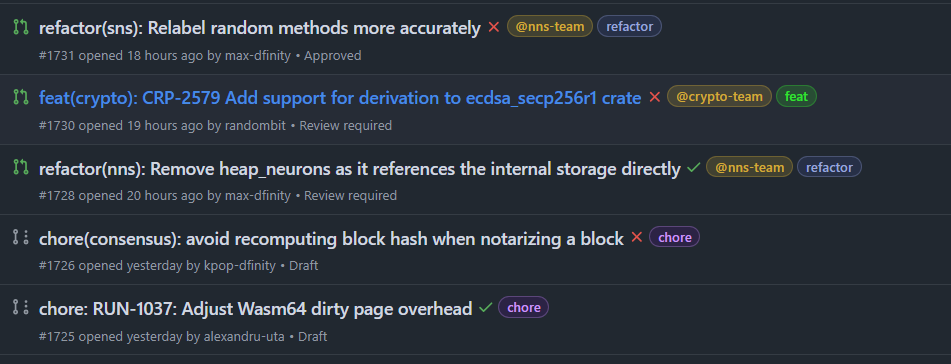 refactor(sns): Relabel random methods more accurately @nns-team refactor
#1731 opened 18 hours ago by max-dfinity • Approved
feat(crypto): CRP-2579 Add support for derivation to ecdsa_secp256r1 crate @crypto-team feat
#1730 opened 19 hours ago by randombit • Review required
refactor(nns): Remove heap_neurons as it references the internal storage directly @nns-team refactor
#1728 opened 20 hours ago by max-dfinity • Review required
chore(consensus): avoid recomputing block hash when notarizing a block chore
#1726 opened yesterday by kpop-dfinity • Draft
chore: RUN-1037: Adjust Wasm64 dirty page overhead chore
#1725 opened yesterday by alexandru-uta • Draft